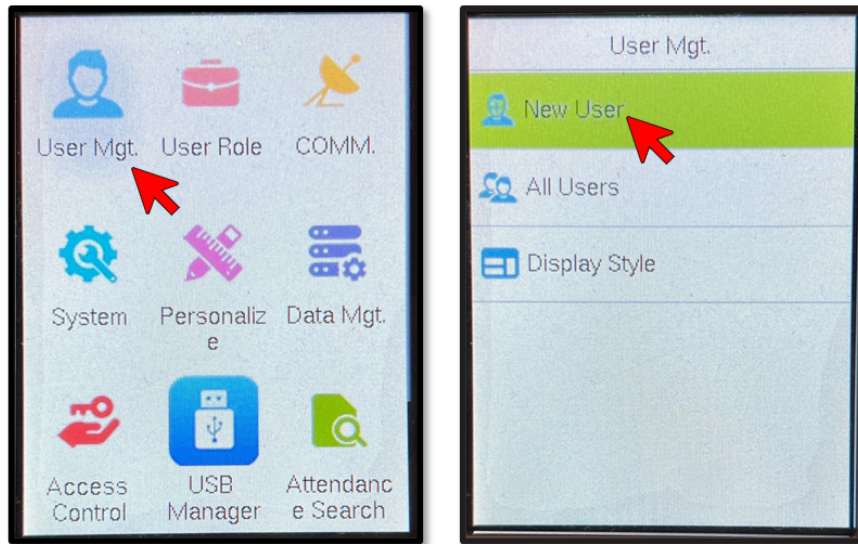 User Mgt.
User Role
COMM.
System
Personaliz
e
Data Mgt.
Access
Control
USB
Manager
Attendanc
e Search
User Mgt.
New User
All Users
Display Style